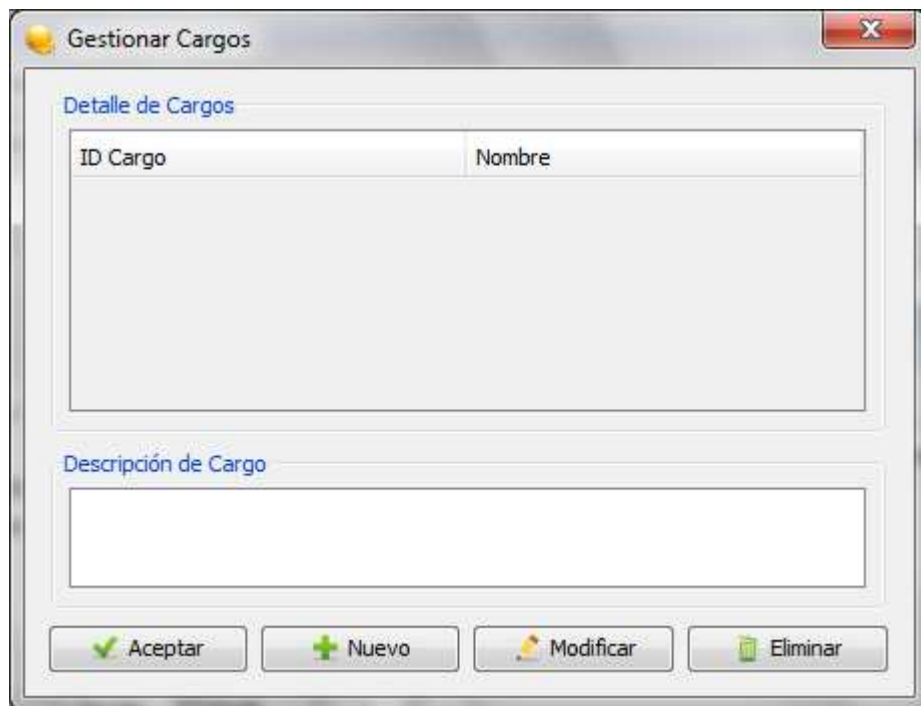 Gestionar Cargos
Detalle de Cargos
ID Cargo Nombre
Descripción de Cargo
Aceptar Nuevo Modificar Eliminar